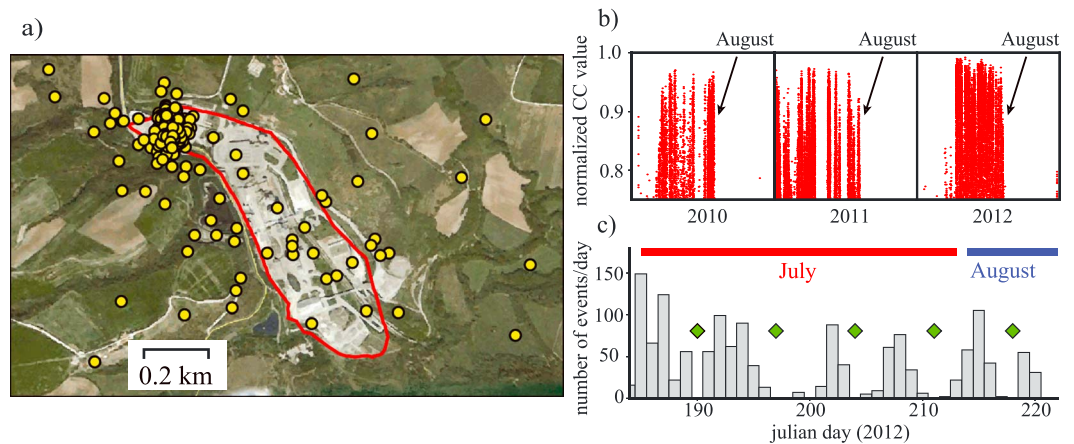 a)
0.2 km
b)
August
August
August
normalized CC value
1.0
0.9
0.8
2010
2011
2012
c)
number of events/day
150
100
50
0
July
August
190
200
210
220
julian day (2012)